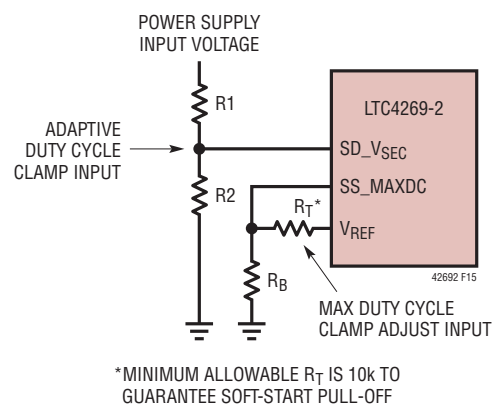 POWER SUPPLY
INPUT VOLTAGE
R1
LTC4269-2
ADAPTIVE
DUTY CYCLE
CLAMP INPUT
SD_VSEC
R2
SS_MAXDC
RT*
VREF
RB
42692 F15
MAX DUTY CYCLE
CLAMP ADJUST INPUT
*MINIMUM ALLOWABLE RT IS 10k TO
GUARANTEE SOFT-START PULL-OFF